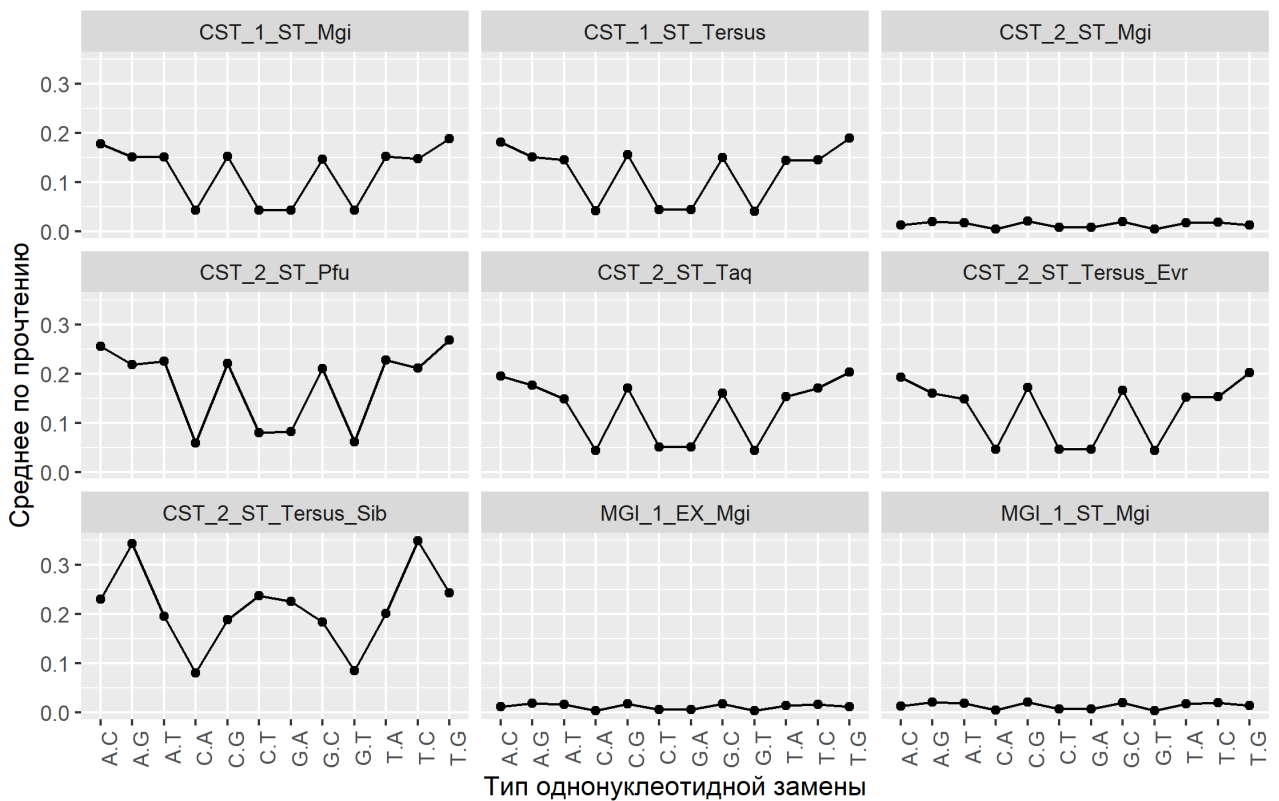 CST_1_ST_Mgi
CST_1_ST_Tersus
CST_2_ST_Mgi
0.3
0.2
0.1
0.0
CST_2_ST_Pfu
CST_2_ST_Taq
CST_2_ST_Tersus_Evr
0.3
0.2
0.1
0.0
CST_2_ST_Tersus_Sib
MGI_1_EX_Mgi
MGI_1_ST_Mgi
0.3
0.2
0.1
0.0
Среднее по прочтению
A.C A.G A.T C.A C.G C.T G.A G.C G.T T.A T.C T.G
A.C A.G A.T C.A C.G C.T G.A G.C G.T T.A T.C T.G
A.C A.G A.T C.A C.G C.T G.A G.C G.T T.A T.C T.G
Тип однонуклеотидной замены